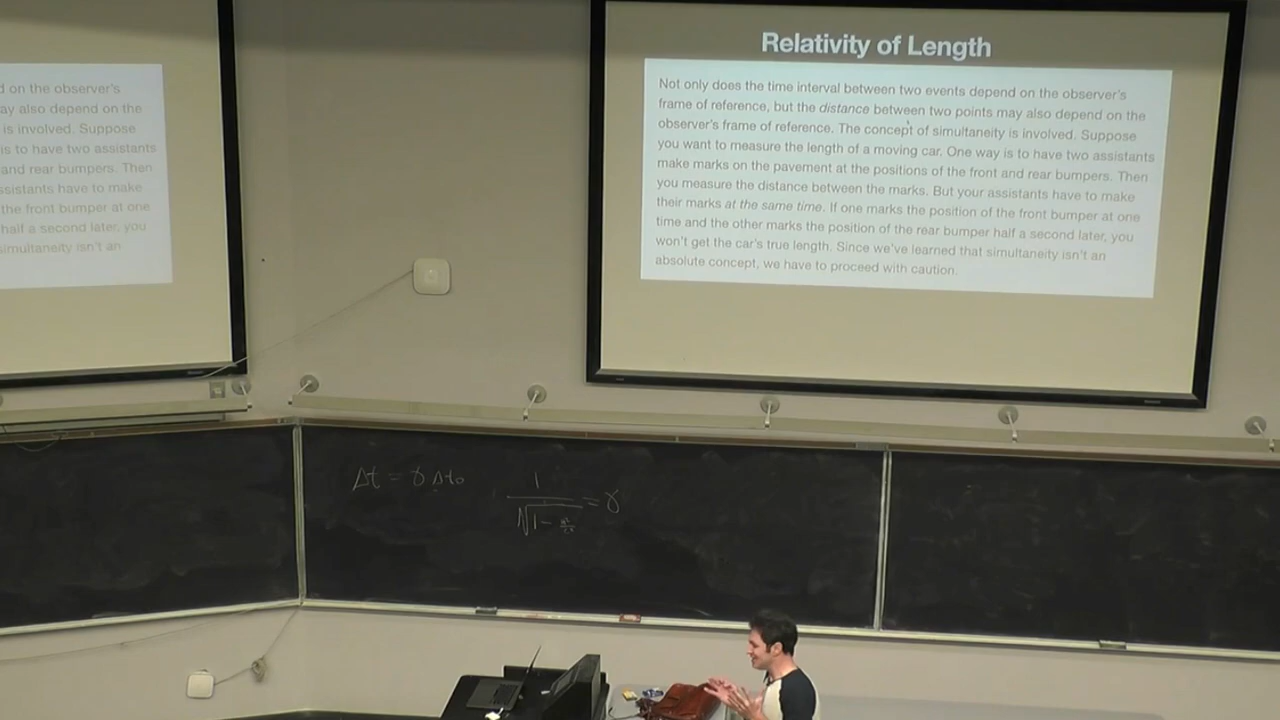 d on the observer's
ay also depend on the
is involved. Suppose
is to have two assistants
and rear bumpers. Then
ssistants have to make
the front bumper at one
half a second later, you
simultaneity isn't an
Relativity of Length
Not only does the time interval between two events depend on the observer's
frame of reference, but the distance between two points may also depend on the
observer's frame of reference. The concept of simultaneity is involved. Suppose
you want to measure the length of a moving car. One way is to have two assistants
make marks on the pavement at the positions of the front and rear bumpers. Then
you measure the distance between the marks. But your assistants have to make
their marks at the same time. If one marks the position of the front bumper at one
time and the other marks the position of the rear bumper half a second later, you
won't get the car's true length. Since we've learned that simultaneity isn't an
absolute concept, we have to proceed with caution.
Δt = γ Δt₀
1
√1 - = γ